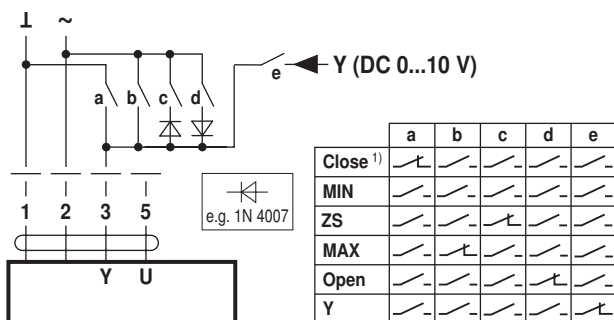 ⊥ ~
e Y (DC 0...10 V)
a b c d
1 2 3 5
e.g. 1N 4007
Y U
a b c d e
Close 1)
MIN
ZS
MAX
Open
Y